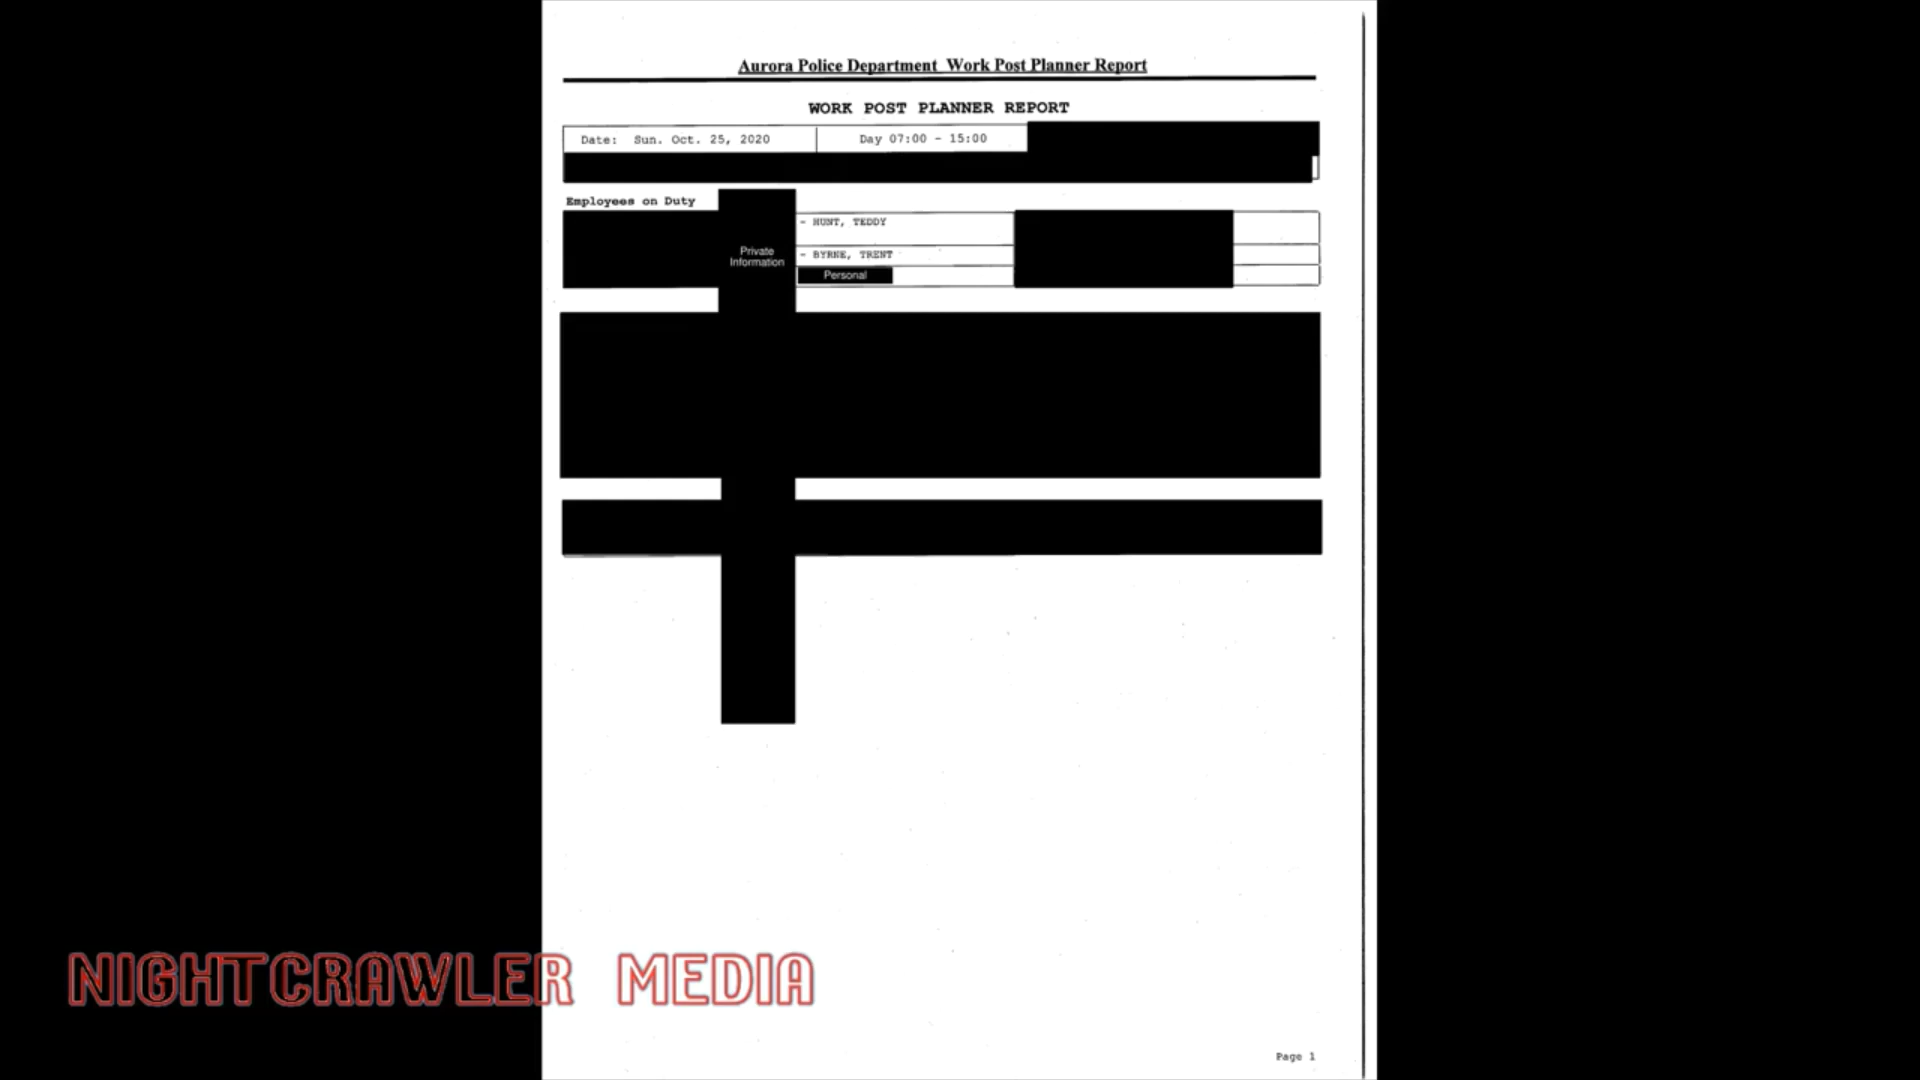 Aurora Police Department Work Post Planner Report
WORK POST PLANNER REPORT
Date: Sun. Oct. 25, 2020 Day 07:00 - 15:00
Employees on Duty
- HUNT, TEDDY
Private
Information
- BYRNE, TRENT
Personal
NIGHTCRAWLER MEDIA
Page 1